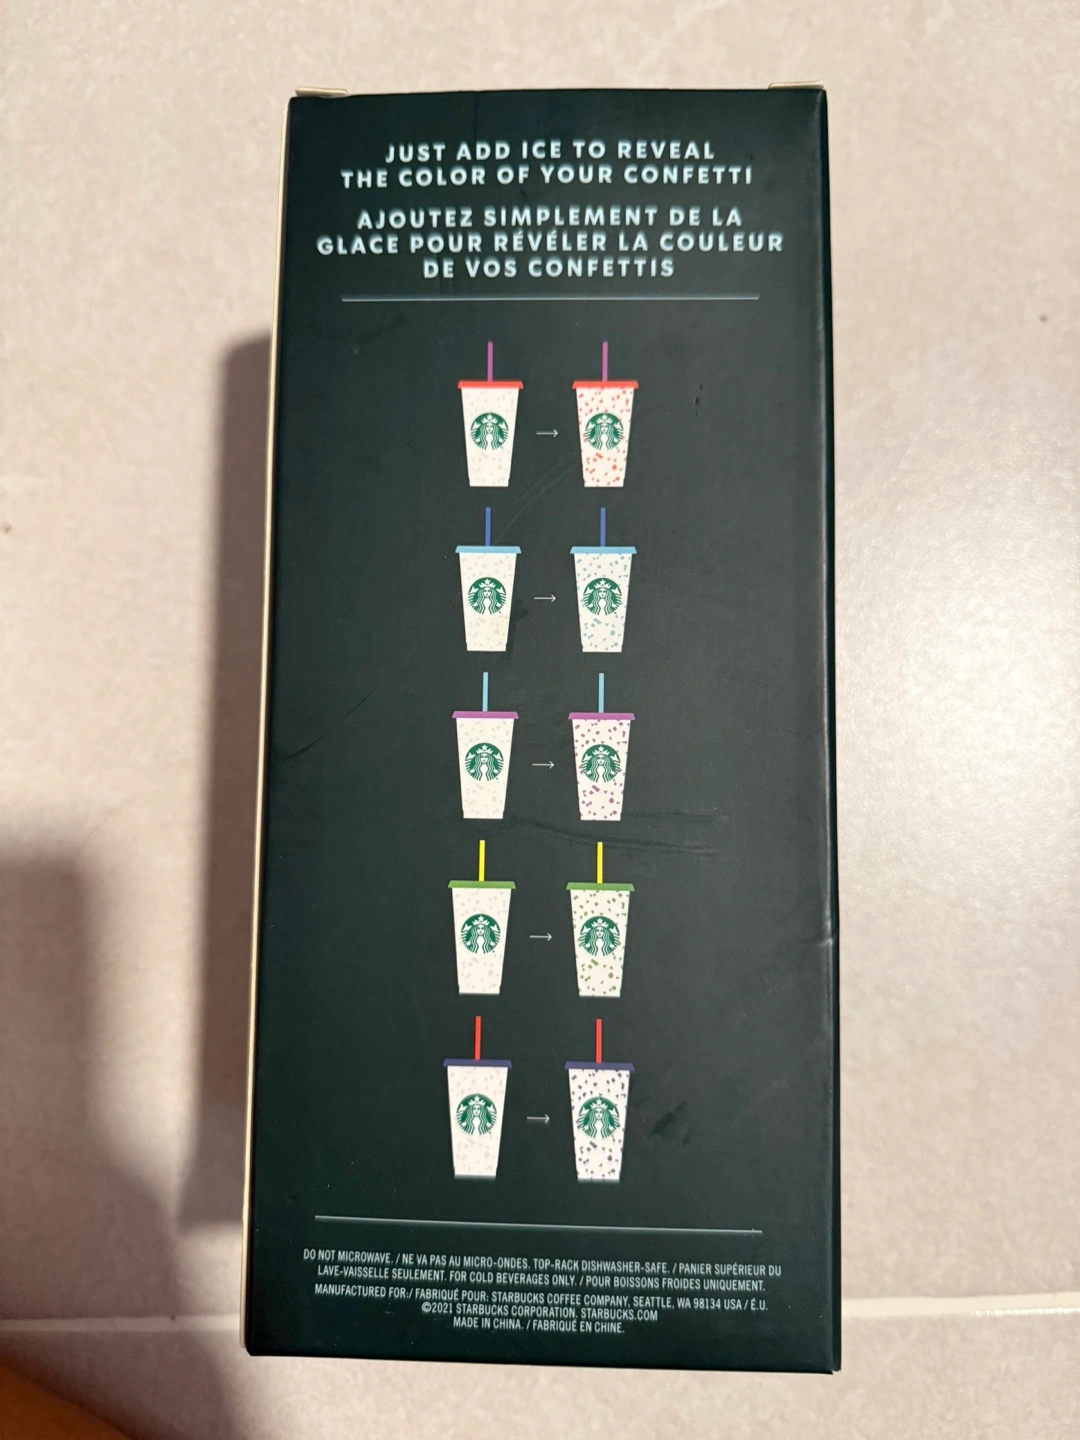 JUST ADD ICE TO REVEAL
THE COLOR OF YOUR CONFETTI
AJOUTEZ SIMPLEMENT DE LA
GLACE POUR RÉVÉLER LA COULEUR
DE VOS CONFETTIS
DO NOT MICROWAVE. / NE VA PAS AU MICRO-ONDES. TOP-RACK DISHWASHER-SAFE. / PANIER SUPÉRIEUR DU
LAVE-VAISSELLE SEULEMENT. FOR COLD BEVERAGES ONLY. / POUR BOISSONS FROIDES UNIQUEMENT.
MANUFACTURED FOR:/ FABRIQUÉ POUR: STARBUCKS COFFEE COMPANY, SEATTLE, WA 98134 USA / É.U.
©2021 STARBUCKS CORPORATION. STARBUCKS.COM
MADE IN CHINA. / FABRIQUÉ EN CHINE.